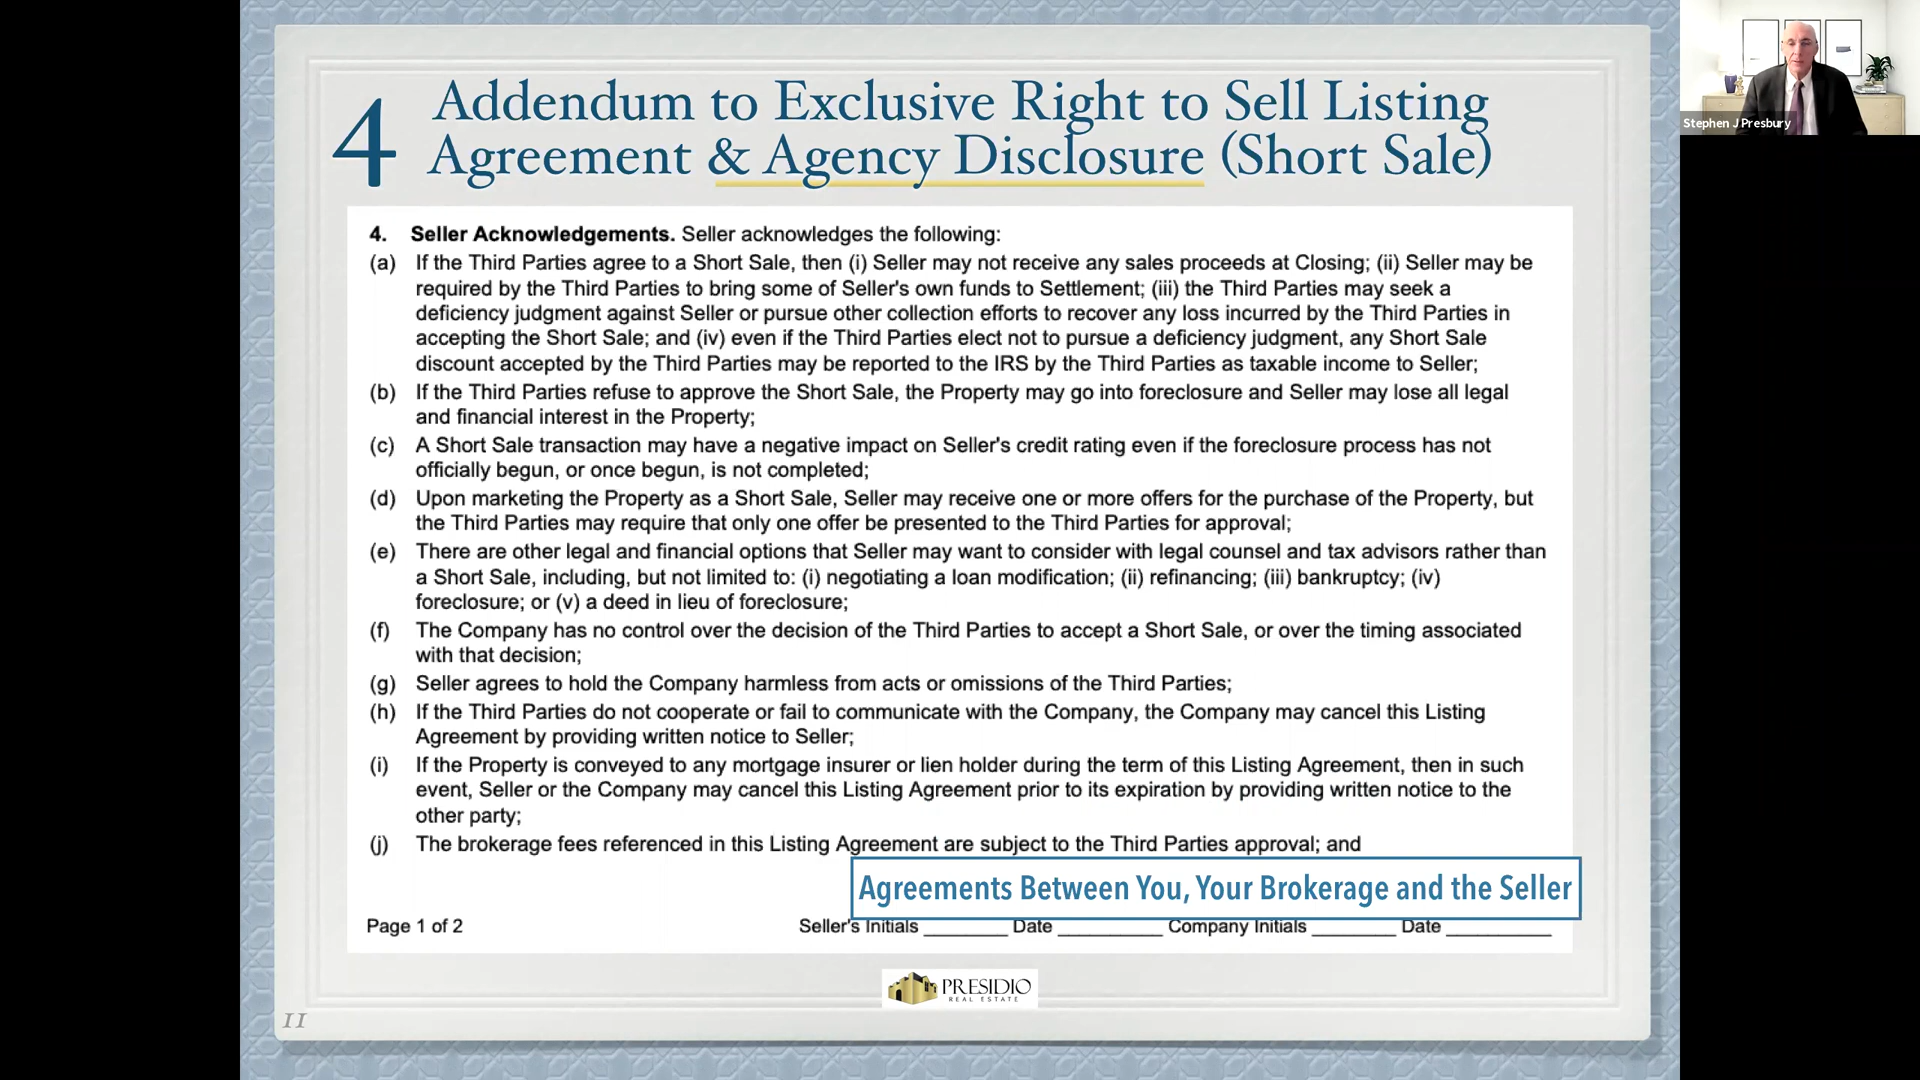 4
Addendum to Exclusive Right to Sell Listing
Agreement & Agency Disclosure (Short Sale)
4. Seller Acknowledgements. Seller acknowledges the following:
(a) If the Third Parties agree to a Short Sale, then (i) Seller may not receive any sales proceeds at Closing; (ii) Seller may be
required by the Third Parties to bring some of Seller's own funds to Settlement; (iii) the Third Parties may seek a
deficiency judgment against Seller or pursue other collection efforts to recover any loss incurred by the Third Parties in
accepting the Short Sale; and (iv) even if the Third Parties elect not to pursue a deficiency judgment, any Short Sale
discount accepted by the Third Parties may be reported to the IRS by the Third Parties as taxable income to Seller;
(b) If the Third Parties refuse to approve the Short Sale, the Property may go into foreclosure and Seller may lose all legal
and financial interest in the Property;
(c) A Short Sale transaction may have a negative impact on Seller's credit rating even if the foreclosure process has not
officially begun, or once begun, is not completed;
(d) Upon marketing the Property as a Short Sale, Seller may receive one or more offers for the purchase of the Property, but
the Third Parties may require that only one offer be presented to the Third Parties for approval;
(e) There are other legal and financial options that Seller may want to consider with legal counsel and tax advisors rather than
a Short Sale, including, but not limited to: (i) negotiating a loan modification; (ii) refinancing; (iii) bankruptcy; (iv)
foreclosure; or (v) a deed in lieu of foreclosure;
(f) The Company has no control over the decision of the Third Parties to accept a Short Sale, or over the timing associated
with that decision;
(g) Seller agrees to hold the Company harmless from acts or omissions of the Third Parties;
(h) If the Third Parties do not cooperate or fail to communicate with the Company, the Company may cancel this Listing
Agreement by providing written notice to Seller;
(i) If the Property is conveyed to any mortgage insurer or lien holder during the term of this Listing Agreement, then in such
event, Seller or the Company may cancel this Listing Agreement prior to its expiration by providing written notice to the
other party;
(j) The brokerage fees referenced in this Listing Agreement are subject to the Third Parties approval; and
Agreements Between You, Your Brokerage and the Seller
Page 1 of 2 Seller's Initials ________ Date __________ Company Initials ________ Date __________
PRESIDIO
REAL ESTATE
11
Stephen J Presbury